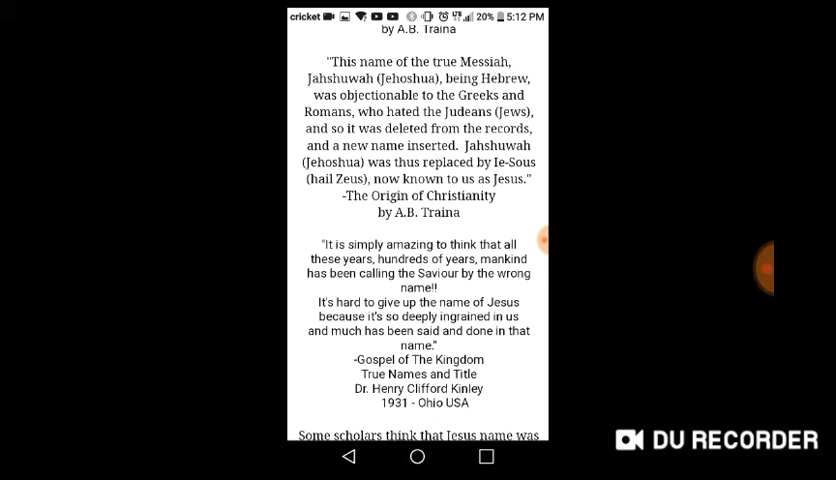 cricket 20% 5:12 PM
by A.B. Traina
"This name of the true Messiah,
Jahshuwah (Jehoshua), being Hebrew,
was objectionable to the Greeks and
Romans, who hated the Judeans (Jews),
and so it was deleted from the records,
and a new name inserted. Jahshuwah
(Jehoshua) was thus replaced by Ie-Sous
(hail Zeus), now known to us as Jesus."
-The Origin of Christianity
by A.B. Traina
"It is simply amazing to think that all
these years, hundreds of years, mankind
has been calling the Saviour by the wrong
name!!
It's hard to give up the name of Jesus
because it's so deeply ingrained in us
and much has been said and done in that
name."
-Gospel of The Kingdom
True Names and Title
Dr. Henry Clifford Kinley
1931 - Ohio USA
Some scholars think that Jesus name was
DU RECORDER